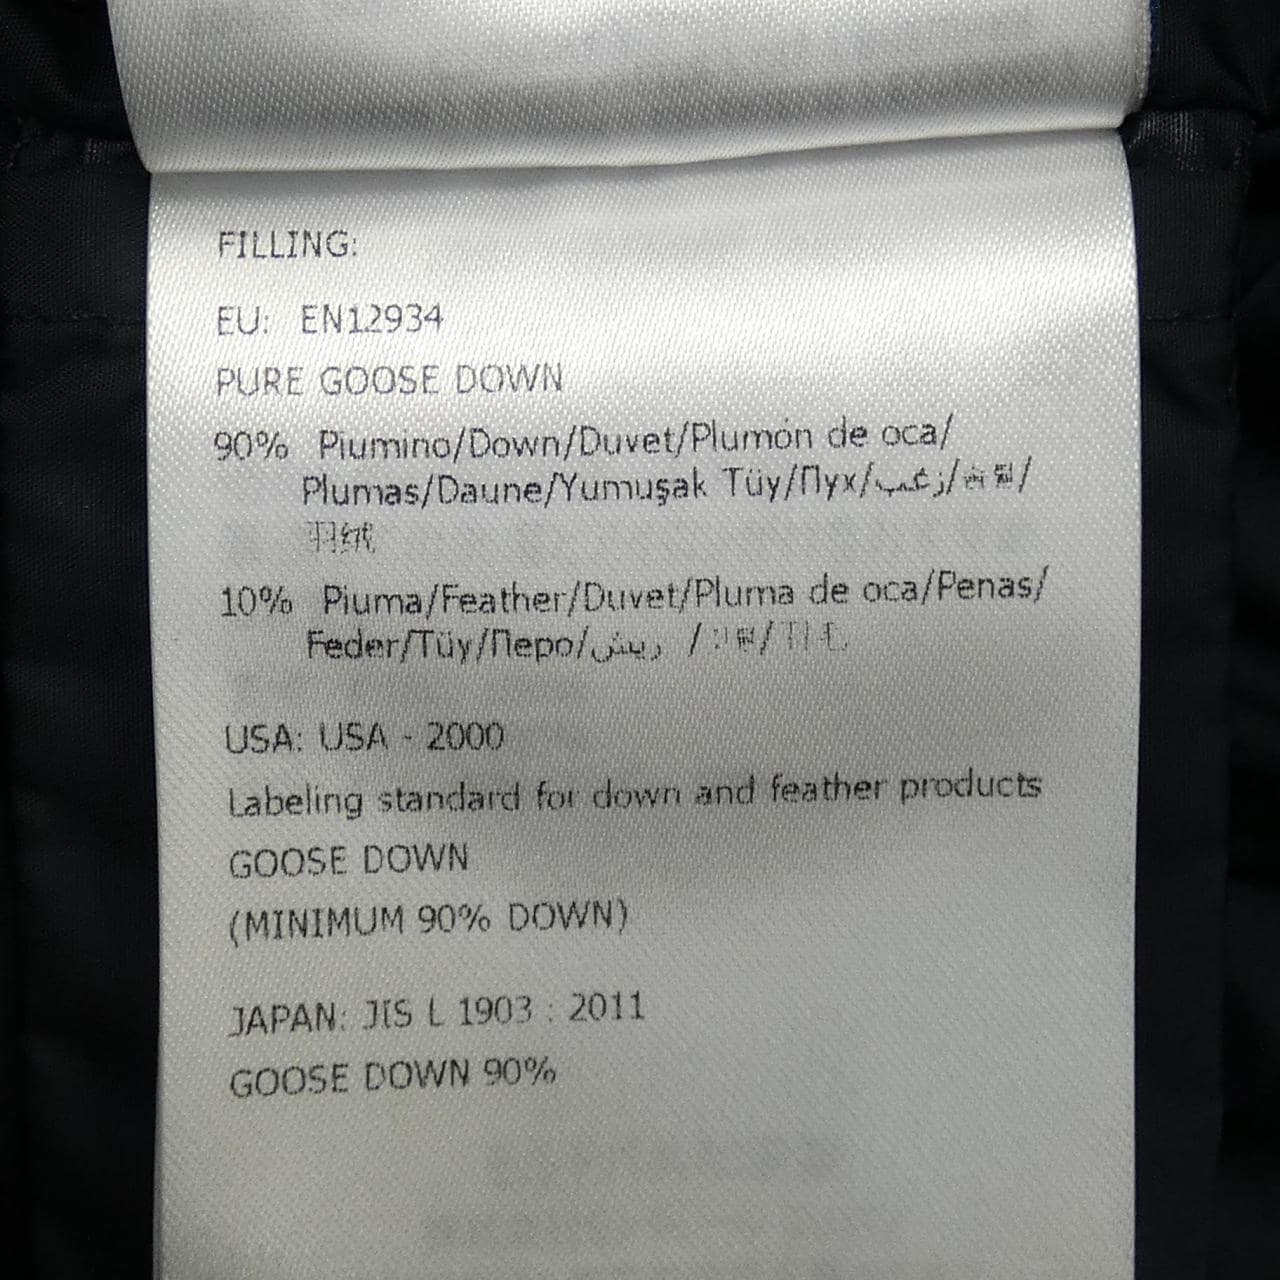 FILLING:
EU: EN12934
PURE GOOSE DOWN
90% Piumino/Down/Duvet/Plumón de oca/
Plumas/Daune/Yumuşak Tüy/Пух/زغب/솜털/
羽绒
10% Piuma/Feather/Duvet/Pluma de oca/Penas/
Feder/Tüy/Перо/ريش /
USA: USA - 2000
Labeling standard for down and feather products
GOOSE DOWN
(MINIMUM 90% DOWN)
JAPAN: JIS L 1903 : 2011
GOOSE DOWN 90%